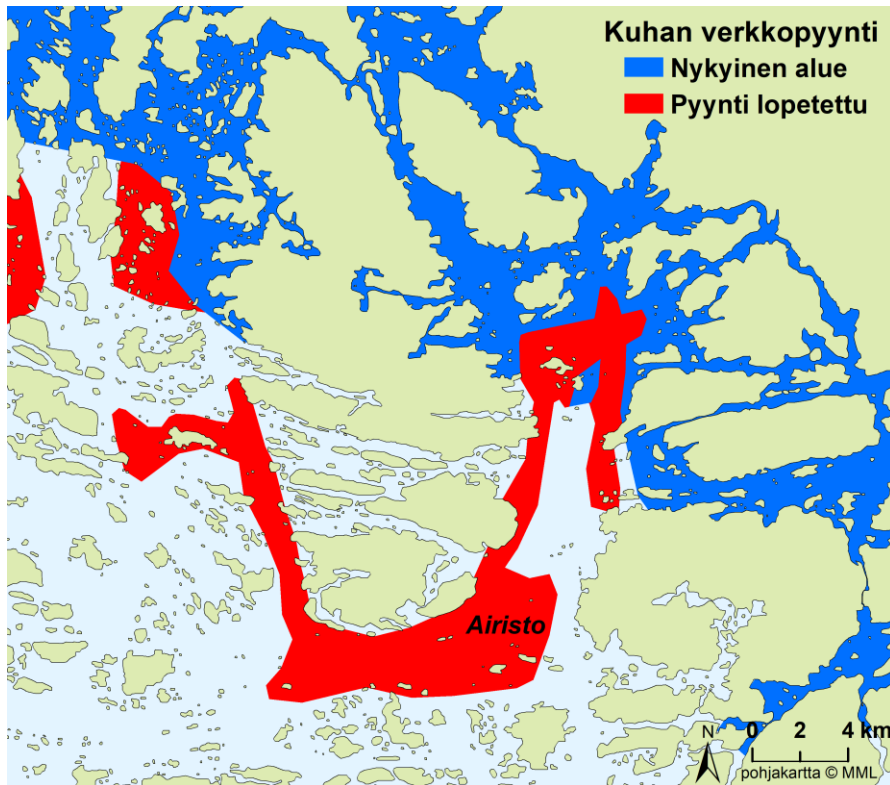 Kuhan verkkopyynti
Nykyinen alue
Pyynti lopetettu
Airisto
N
0 2 4 km
pohjakartta © MML